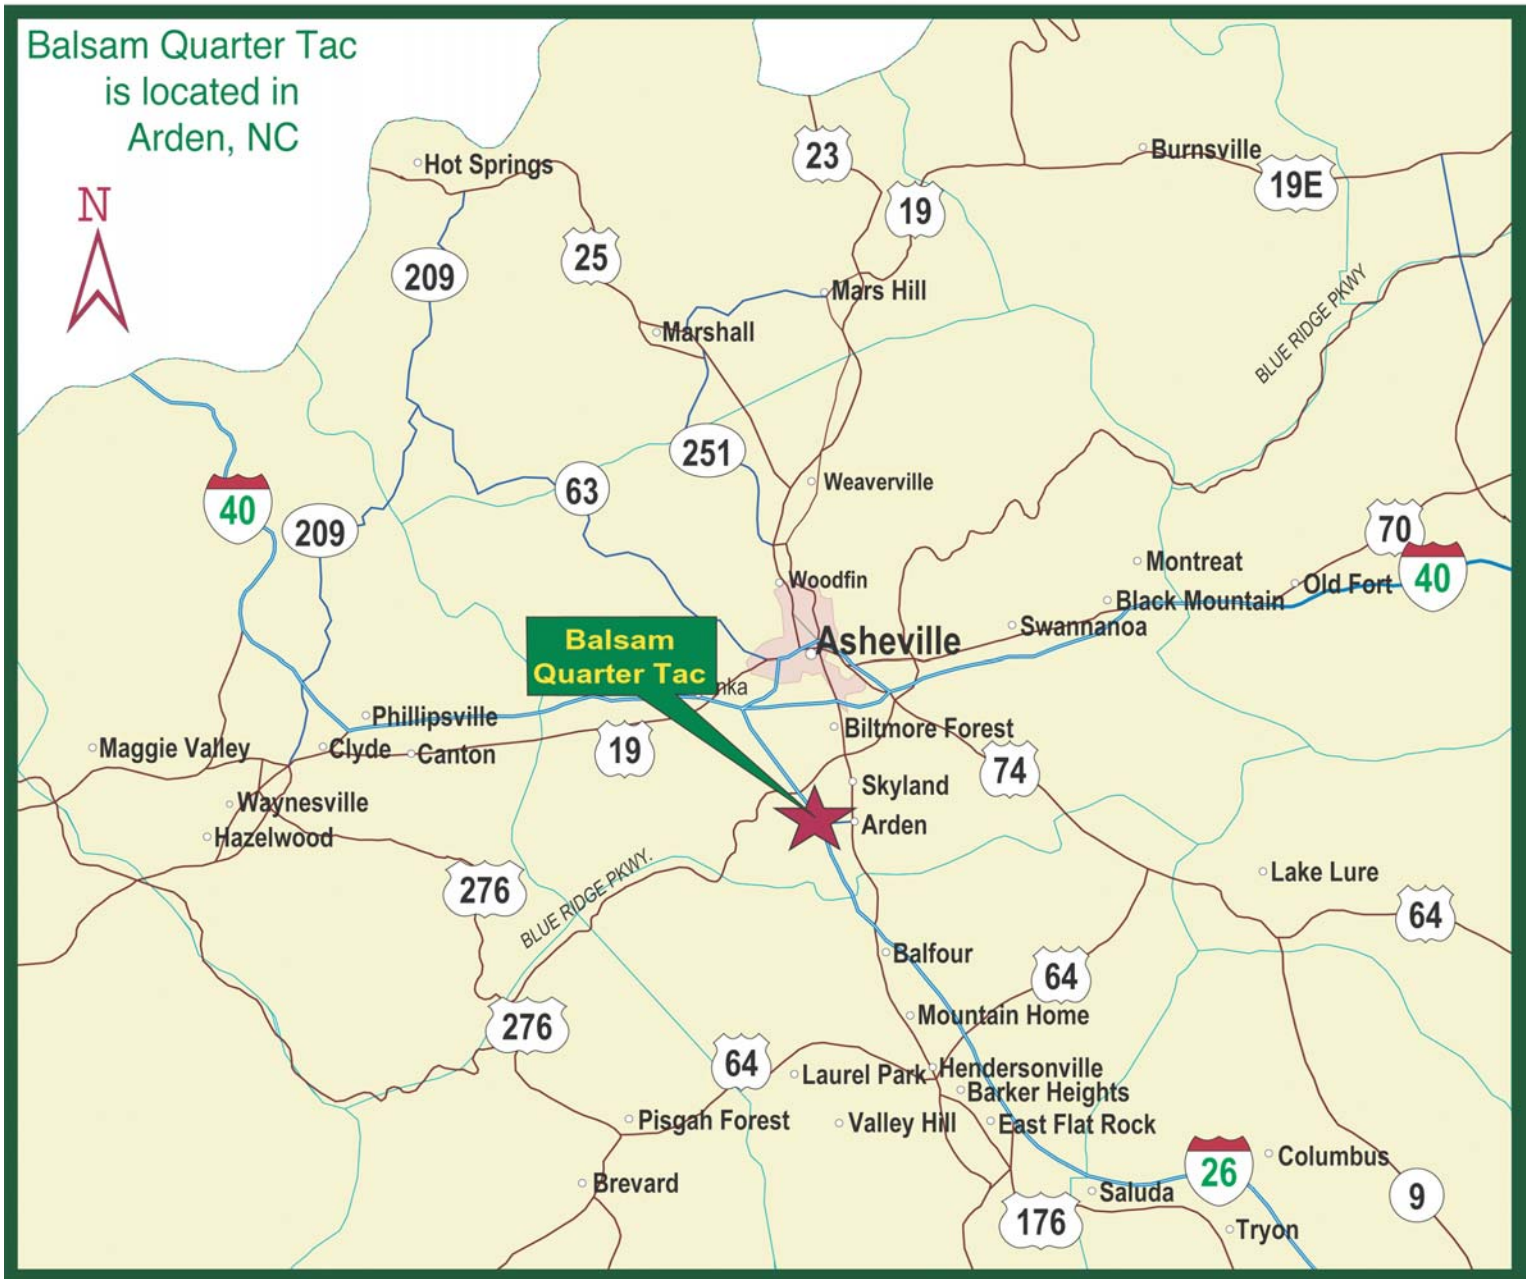 Balsam Quarter Tac
is located in
Arden, NC
N
23
Burnsville
Hot Springs
19E
19
25
209
BLUE RIDGE PKWY
Mars Hill
Marshall
251
Weaverville
63
40
209
70
Montreat
40
Woodfin
Old Fort
Black Mountain
Swannanoa
Balsam
Quarter Tac
Asheville
nka
Phillipsville
Biltmore Forest
Maggie Valley
Clyde
Canton
19
74
Skyland
Waynesville
Arden
Hazelwood
276
BLUE RIDGE PKWY.
Lake Lure
64
Balfour
64
Mountain Home
276
64
Laurel Park
Hendersonville
Barker Heights
Pisgah Forest
Valley Hill
East Flat Rock
Columbus
26
Brevard
Saluda
9
176
Tryon